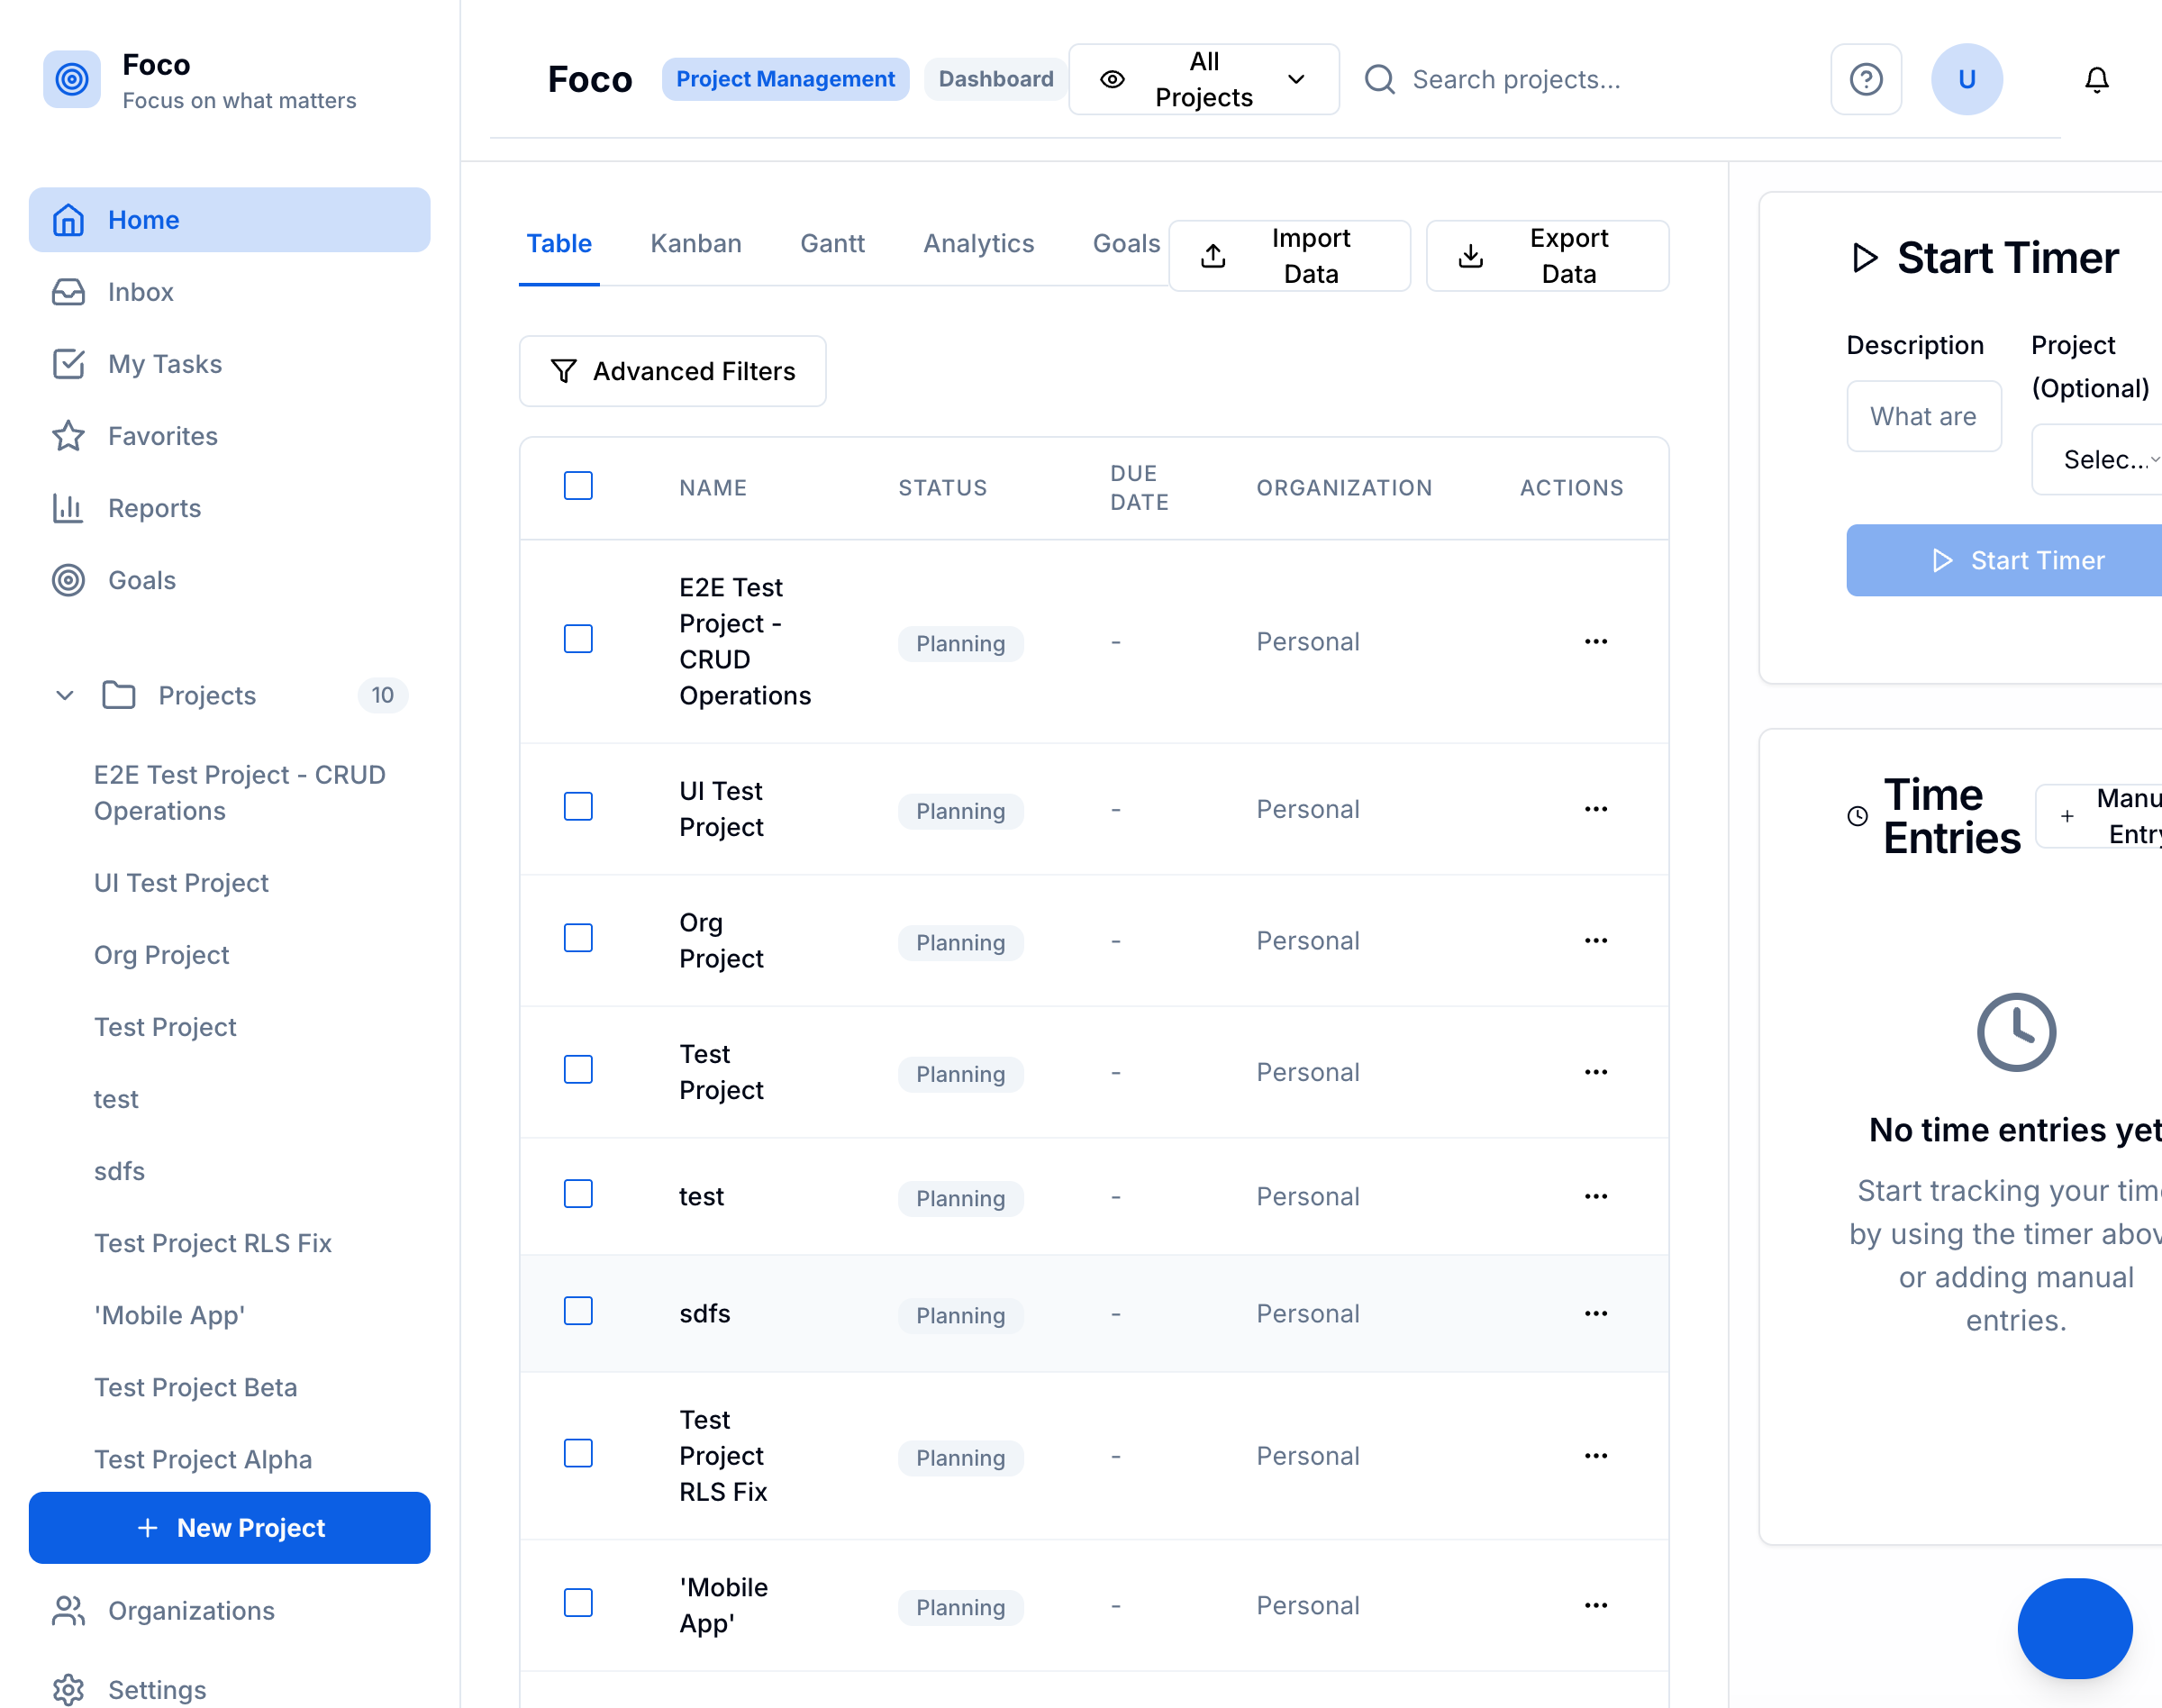 Foco
Focus on what matters
Home
Inbox
My Tasks
Favorites
Reports
Goals
Projects 10
E2E Test Project - CRUD
Operations
UI Test Project
Org Project
Test Project
test
sdfs
Test Project RLS Fix
'Mobile App'
Test Project Beta
Test Project Alpha
New Project
Organizations
Settings
Foco Project Management Dashboard
All
Projects
Search projects...
U
Table Kanban Gantt Analytics Goals
Import
Data
Export
Data
Advanced Filters
NAME STATUS DUE
DATE ORGANIZATION ACTIONS
E2E Test
Project -
CRUD
Operations
Planning - Personal
UI Test
Project
Planning - Personal
Org
Project
Planning - Personal
Test
Project
Planning - Personal
test Planning - Personal
sdfs Planning - Personal
Test
Project
RLS Fix
Planning - Personal
'Mobile
App'
Planning - Personal
Start Timer
Description
What are
Project
(Optional)
Selec...
Start Timer
Time
Entries
Manu
Entry
No time entries yet
Start tracking your time
by using the timer abov
or adding manual
entries.